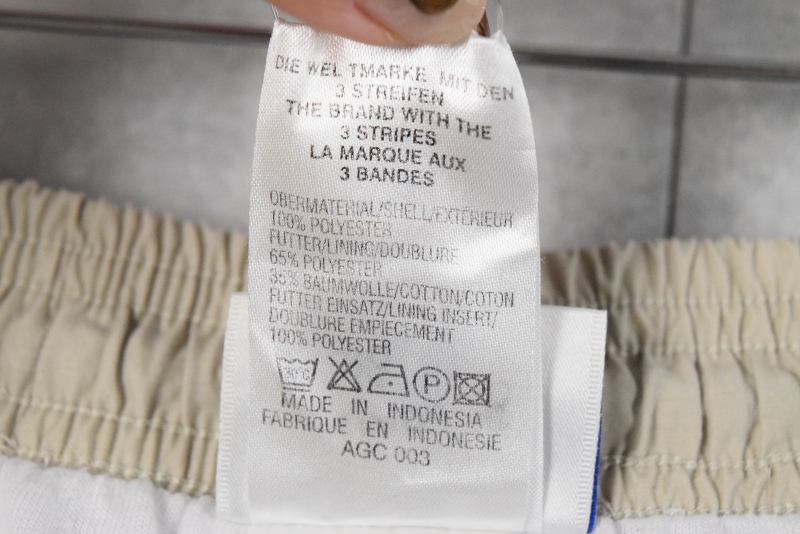 DIE WELTMARKE MIT DEN
3 STREIFEN
THE BRAND WITH THE
3 STRIPES
LA MARQUE AUX
3 BANDES
OBERMATERIAL/SHELL/EXTERIEUR
100% POLYESTER
FUTTER/LINING/DOUBLURE
65% POLYESTER
35% BAUMWOLLE/COTTON/COTON
FUTTER EINSATZ/LINING INSERT/
DOUBLURE EMPIECEMENT
100% POLYESTER
30°C P
MADE IN INDONESIA
FABRIQUE EN INDONESIE
AGC 003